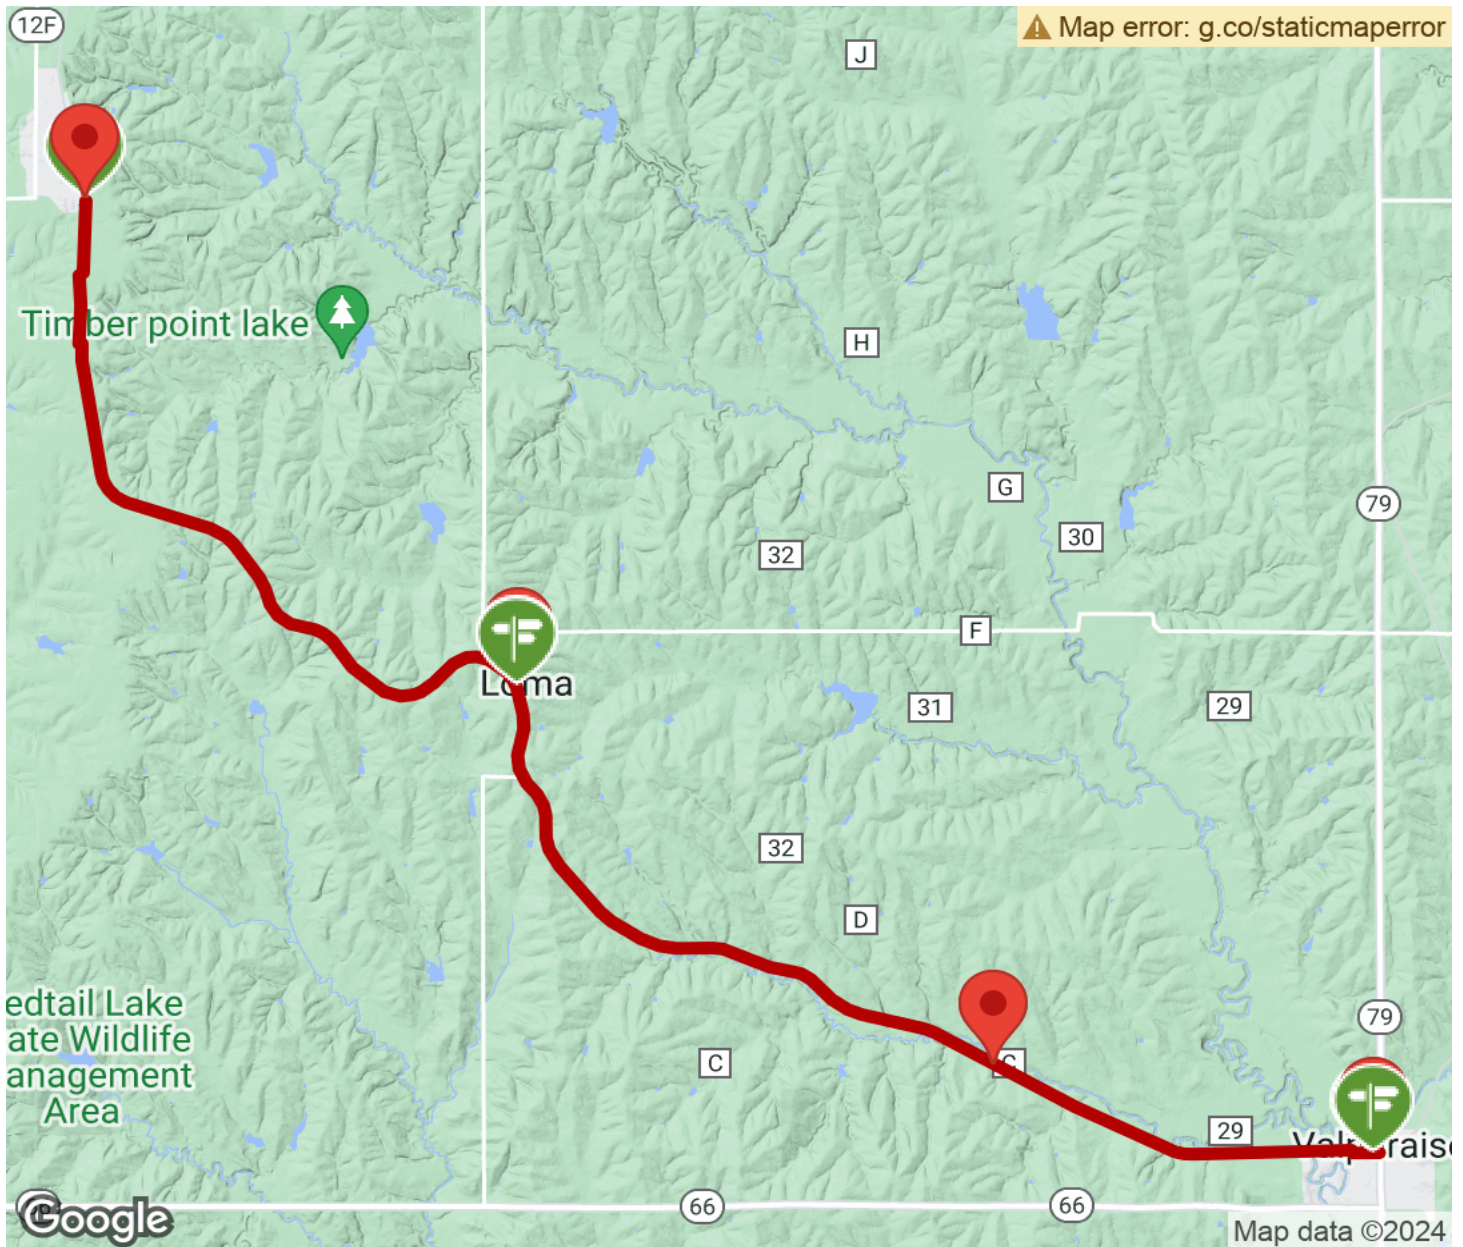 12F
Map error: g.co/staticmaperror
J
Timber point lake
H
G
79
30
32
F
Loma
31
29
32
D
edtail Lake
ate Wildlife
anagement
Area
79
C
C
29
66
66
Google
Map data ©2024